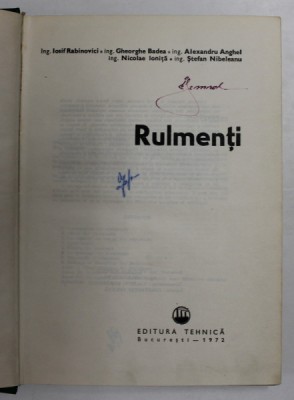 Ing. Iosif Rabinovici • ing. Gheorghe Badea • ing. Alexandru Anghel
ing. Nicolae Ioniță • ing. Ștefan Nibeleanu
Rulmenți
EDITURA TEHNICĂ
București — 1972